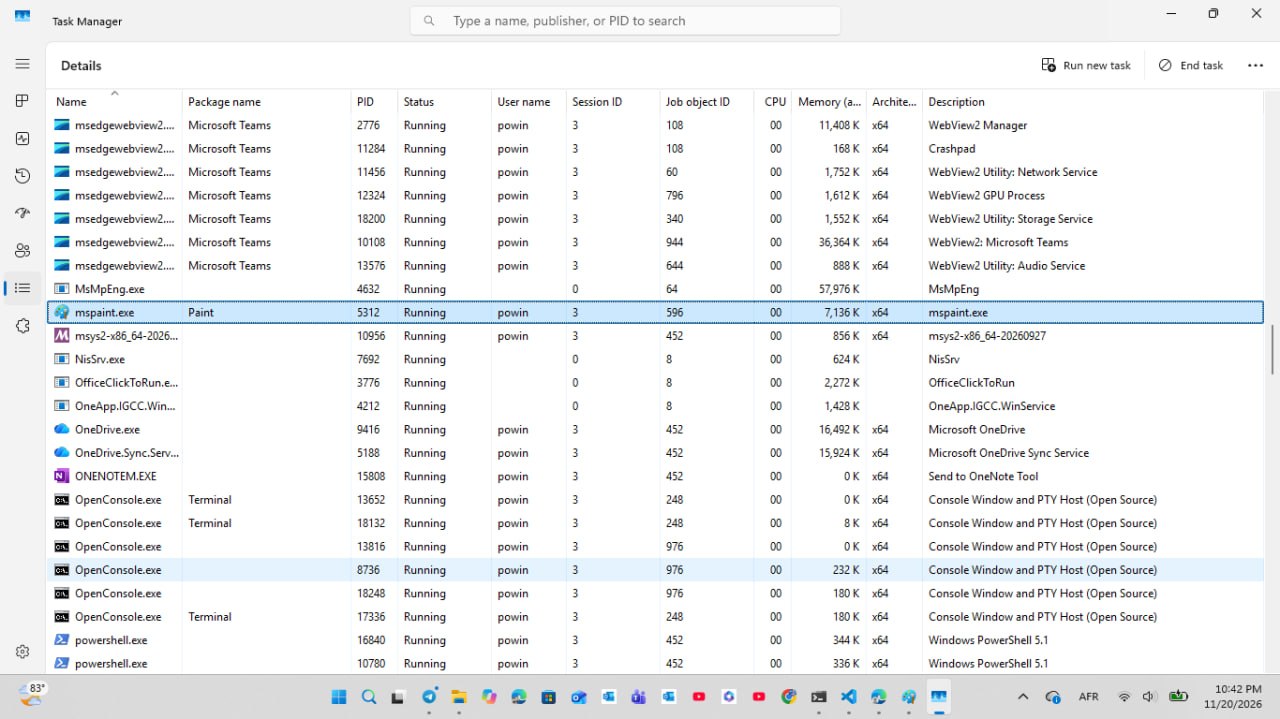 Task Manager
Type a name, publisher, or PID to search
Details
Run new task
End task
Name Package name PID Status User name Session ID Job object ID CPU Memory (a... Archite... Description
msedgewebview2.... Microsoft Teams 2776 Running powin 3 108 00 11,408 K x64 WebView2 Manager
msedgewebview2.... Microsoft Teams 11284 Running powin 3 108 00 168 K x64 Crashpad
msedgewebview2.... Microsoft Teams 11456 Running powin 3 60 00 1,752 K x64 WebView2 Utility: Network Service
msedgewebview2.... Microsoft Teams 12324 Running powin 3 796 00 1,612 K x64 WebView2 GPU Process
msedgewebview2.... Microsoft Teams 18200 Running powin 3 340 00 1,552 K x64 WebView2 Utility: Storage Service
msedgewebview2.... Microsoft Teams 10108 Running powin 3 944 00 36,364 K x64 WebView2: Microsoft Teams
msedgewebview2.... Microsoft Teams 13576 Running powin 3 644 00 888 K x64 WebView2 Utility: Audio Service
MsMpEng.exe 4632 Running 0 64 00 57,976 K MsMpEng
mspaint.exe Paint 5312 Running powin 3 596 00 7,136 K x64 mspaint.exe
msys2-x86_64-2026... 10956 Running powin 3 452 00 856 K x64 msys2-x86_64-20260927
NisSrv.exe 7692 Running 0 8 00 624 K NisSrv
OfficeClickToRun.e... 3776 Running 0 8 00 2,272 K OfficeClickToRun
OneApp.IGCC.Win... 4212 Running 0 8 00 1,428 K OneApp.IGCC.WinService
OneDrive.exe 9416 Running powin 3 452 00 16,492 K x64 Microsoft OneDrive
OneDrive.Sync.Serv... 5188 Running powin 3 452 00 15,924 K x64 Microsoft OneDrive Sync Service
ONENOTEM.EXE 15808 Running powin 3 452 00 0 K x64 Send to OneNote Tool
OpenConsole.exe Terminal 13652 Running powin 3 248 00 0 K x64 Console Window and PTY Host (Open Source)
OpenConsole.exe Terminal 18132 Running powin 3 248 00 8 K x64 Console Window and PTY Host (Open Source)
OpenConsole.exe 13816 Running powin 3 976 00 0 K x64 Console Window and PTY Host (Open Source)
OpenConsole.exe 8736 Running powin 3 976 00 232 K x64 Console Window and PTY Host (Open Source)
OpenConsole.exe 18248 Running powin 3 976 00 180 K x64 Console Window and PTY Host (Open Source)
OpenConsole.exe Terminal 17336 Running powin 3 248 00 180 K x64 Console Window and PTY Host (Open Source)
powershell.exe 16840 Running powin 3 452 00 344 K x64 Windows PowerShell 5.1
powershell.exe 10780 Running powin 3 452 00 336 K x64 Windows PowerShell 5.1
83°
AFR
10:42 PM
11/20/2026